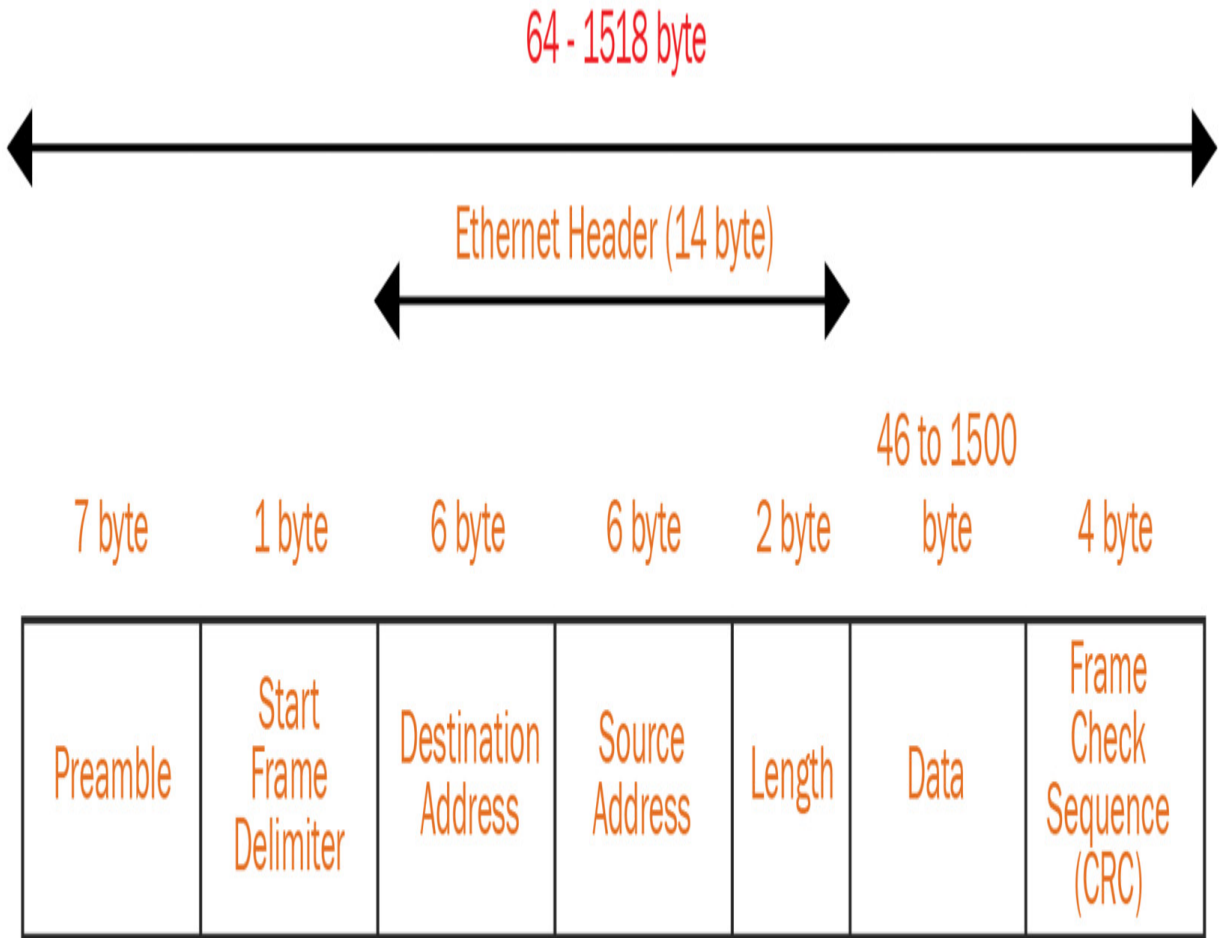 64 - 1518 byte
Ethernet Header (14 byte)
46 to 1500
7 byte
1 byte
6 byte
6 byte
2 byte
byte
4 byte
Preamble
Start
Frame
Delimiter
Destination
Address
Source
Address
Length
Data
Frame
Check
Sequence
(CRC)